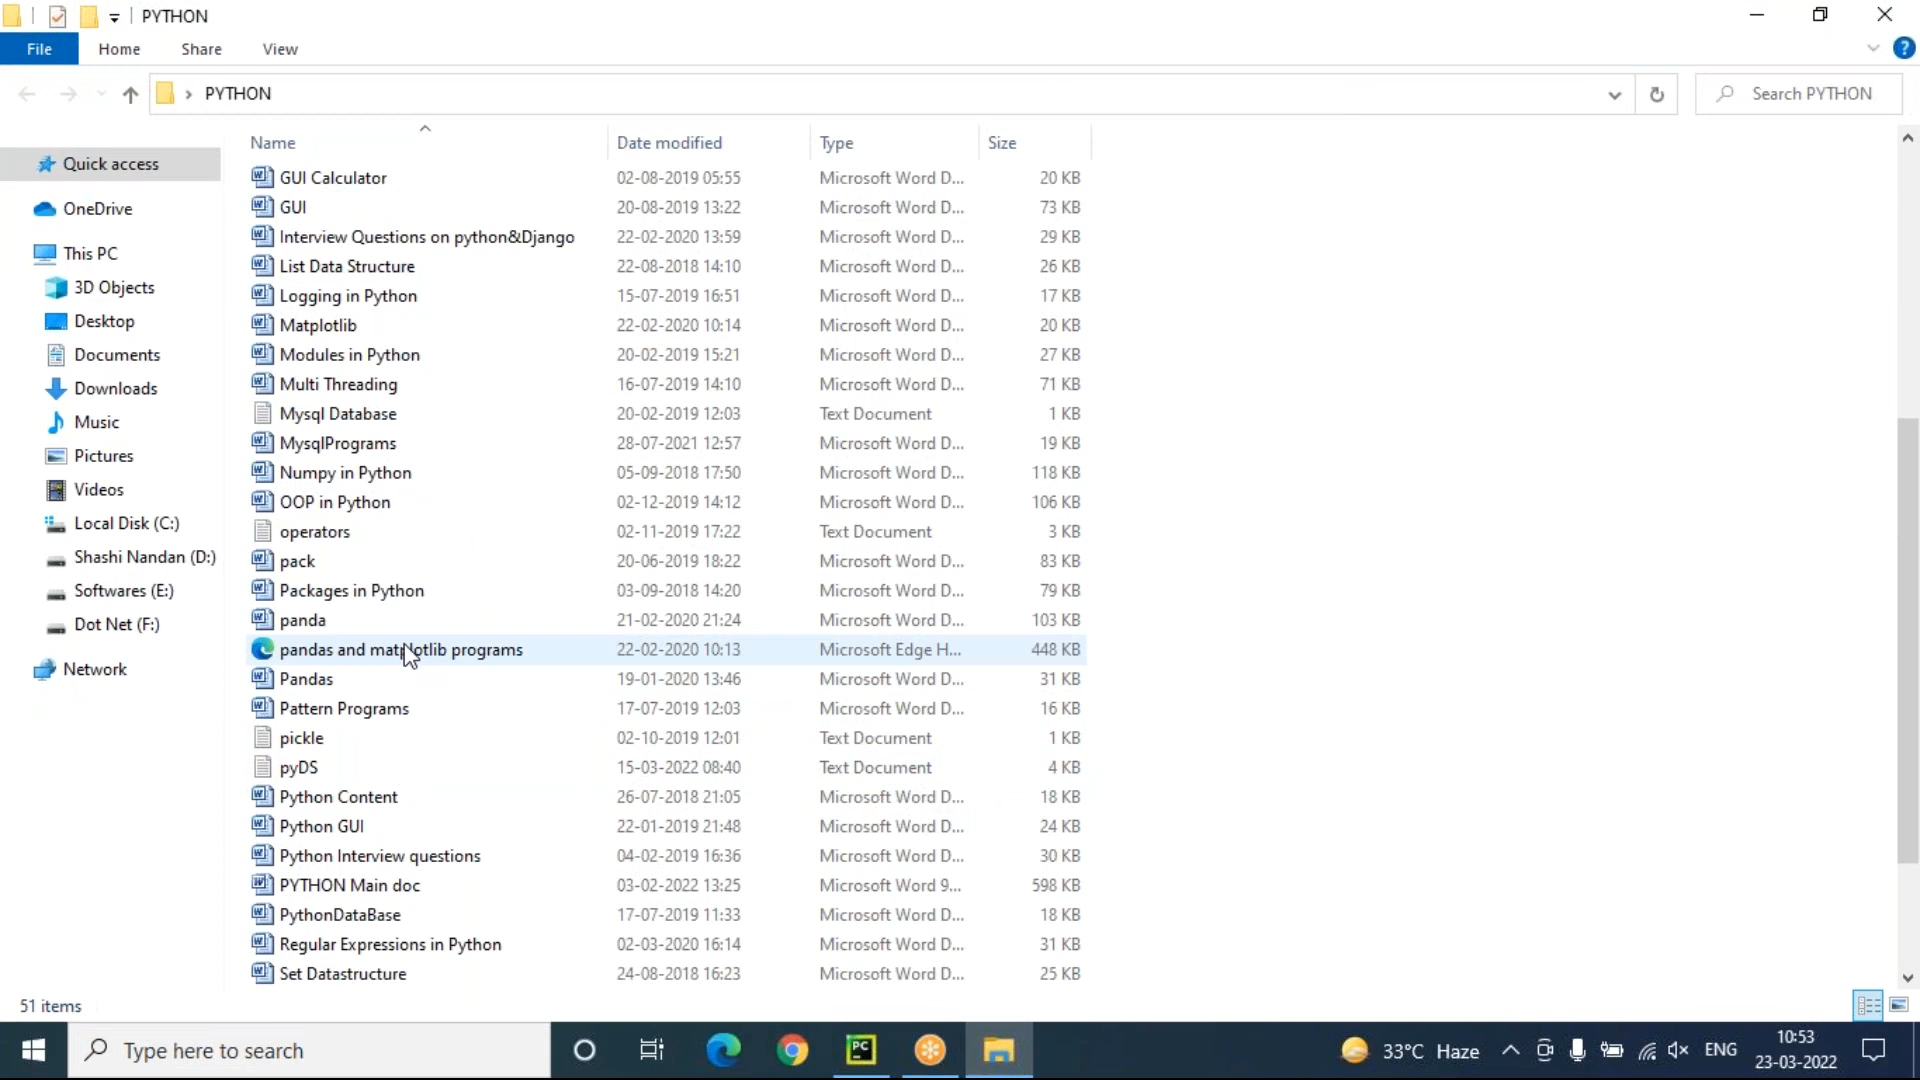 PYTHON
File Home Share View
PYTHON
Search PYTHON
Name Date modified Type Size
Quick access
OneDrive
This PC
3D Objects
Desktop
Documents
Downloads
Music
Pictures
Videos
Local Disk (C:)
Shashi Nandan (D:)
Softwares (E:)
Dot Net (F:)
Network
GUI Calculator 02-08-2019 05:55 Microsoft Word D... 20 KB
GUI 20-08-2019 13:22 Microsoft Word D... 73 KB
Interview Questions on python&Django 22-02-2020 13:59 Microsoft Word D... 29 KB
List Data Structure 22-08-2018 14:10 Microsoft Word D... 26 KB
Logging in Python 15-07-2019 16:51 Microsoft Word D... 17 KB
Matplotlib 22-02-2020 10:14 Microsoft Word D... 20 KB
Modules in Python 20-02-2019 15:21 Microsoft Word D... 27 KB
Multi Threading 16-07-2019 14:10 Microsoft Word D... 71 KB
Mysql Database 20-02-2019 12:03 Text Document 1 KB
MysqlPrograms 28-07-2021 12:57 Microsoft Word D... 19 KB
Numpy in Python 05-09-2018 17:50 Microsoft Word D... 118 KB
OOP in Python 02-12-2019 14:12 Microsoft Word D... 106 KB
operators 02-11-2019 17:22 Text Document 3 KB
pack 20-06-2019 18:22 Microsoft Word D... 83 KB
Packages in Python 03-09-2018 14:20 Microsoft Word D... 79 KB
panda 21-02-2020 21:24 Microsoft Word D... 103 KB
pandas and matplotlib programs 22-02-2020 10:13 Microsoft Edge H... 448 KB
Pandas 19-01-2020 13:46 Microsoft Word D... 31 KB
Pattern Programs 17-07-2019 12:03 Microsoft Word D... 16 KB
pickle 02-10-2019 12:01 Text Document 1 KB
pyDS 15-03-2022 08:40 Text Document 4 KB
Python Content 26-07-2018 21:05 Microsoft Word D... 18 KB
Python GUI 22-01-2019 21:48 Microsoft Word D... 24 KB
Python Interview questions 04-02-2019 16:36 Microsoft Word D... 30 KB
PYTHON Main doc 03-02-2022 13:25 Microsoft Word 9... 598 KB
PythonDataBase 17-07-2019 11:33 Microsoft Word D... 18 KB
Regular Expressions in Python 02-03-2020 16:14 Microsoft Word D... 31 KB
Set Datastructure 24-08-2018 16:23 Microsoft Word D... 25 KB
51 items
Type here to search
PC
33°C Haze
ENG
10:53
23-03-2022